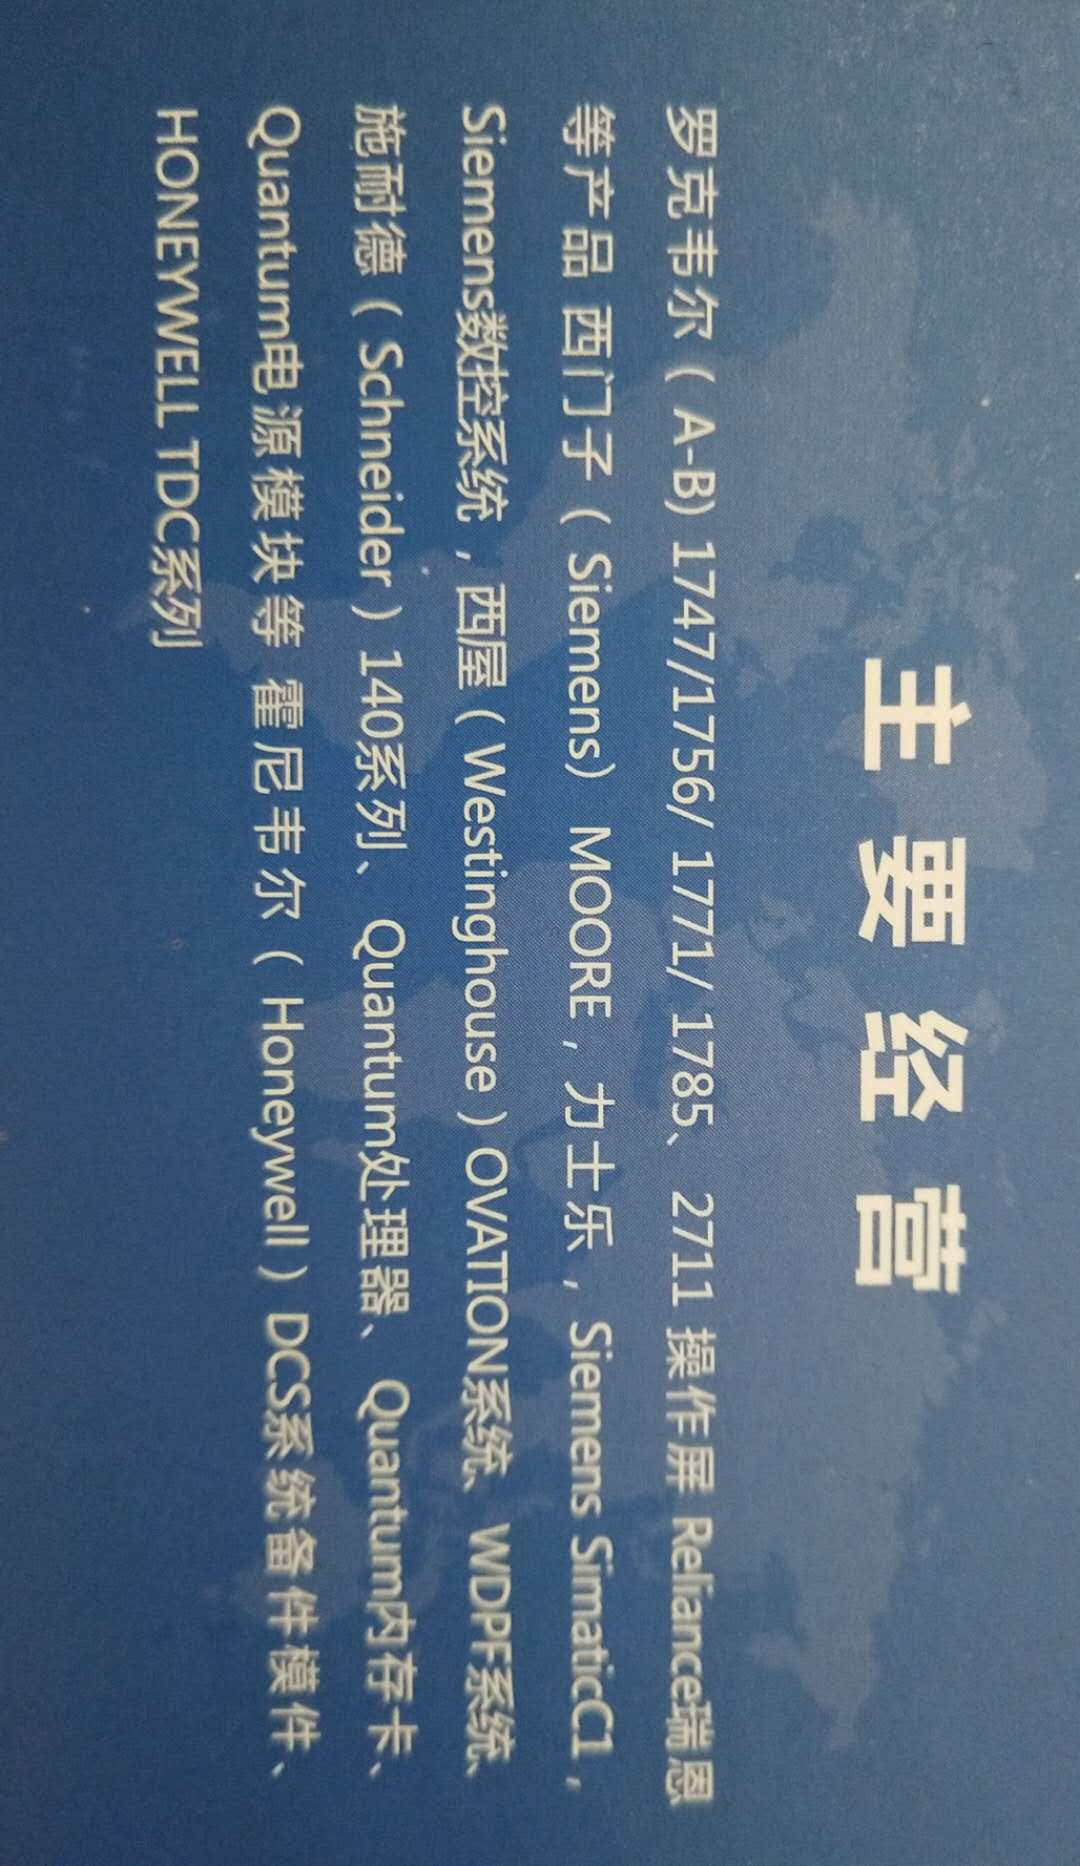 主要经营
罗克韦尔（A-B) 1747/1756/ 1771/ 1785、2711 操作屏 Reliance瑞恩
等产品 西门子（Siemens）MOORE，力士乐，Siemens SimaticC1，
Siemens数控系统，西屋（Westinghouse）OVATION系统、WDPF系统、
施耐德（Schneider）140系列、Quantum处理器、Quantum内存卡、
Quantum电源模块等 霍尼韦尔（Honeywell）DCS系统备件模件、
HONEYWELL TDC系列